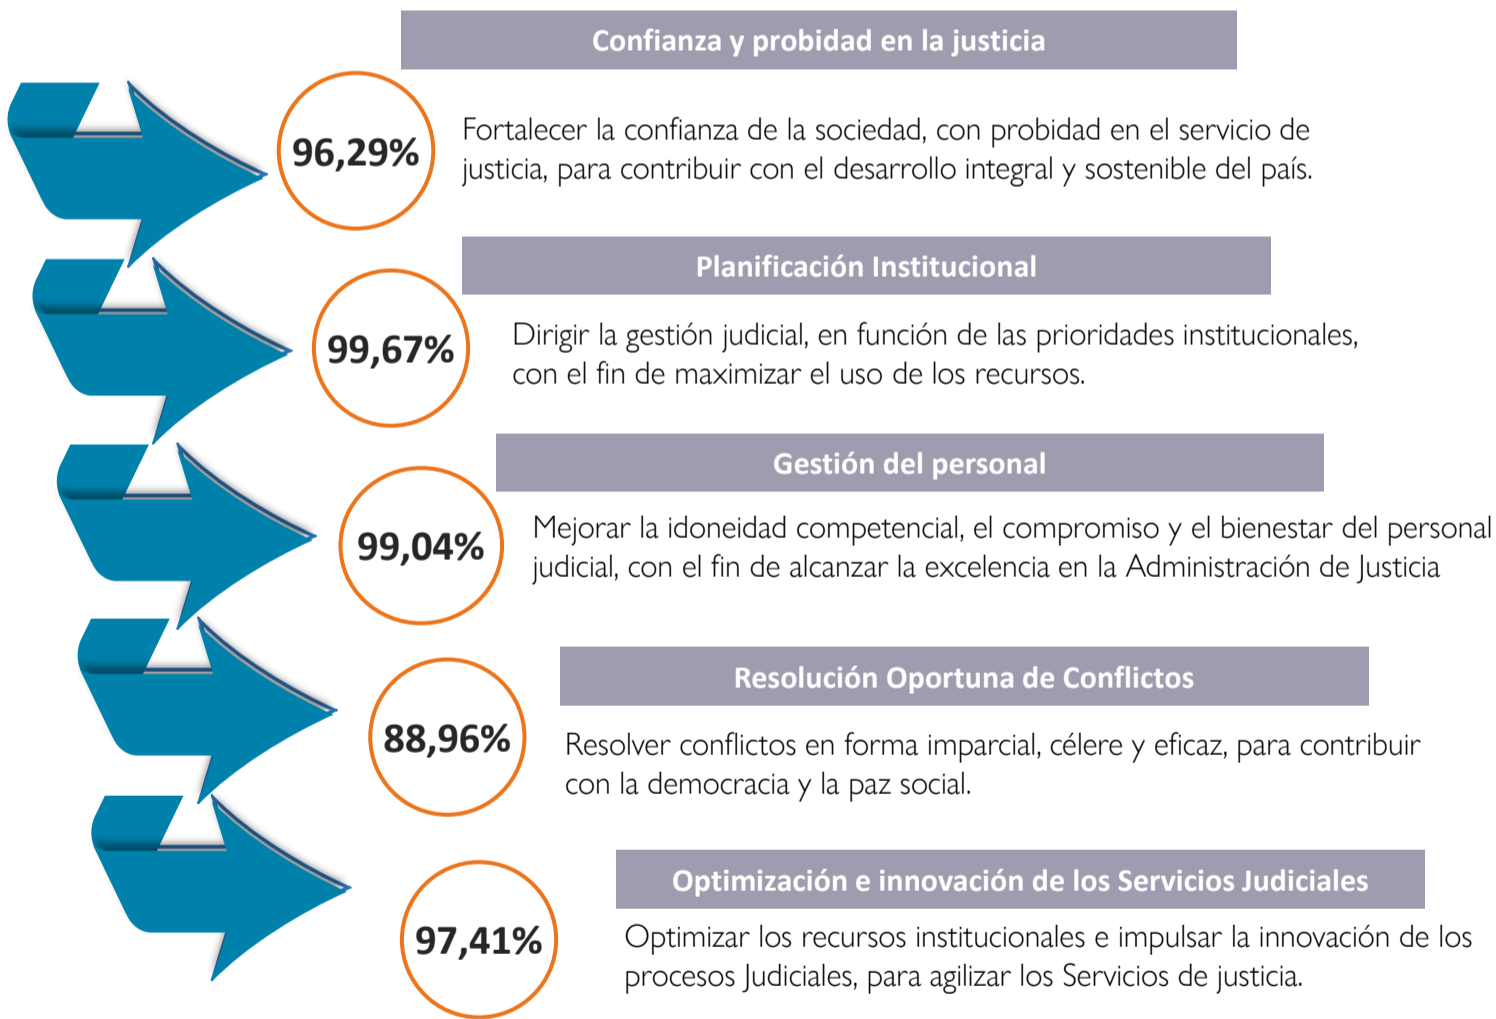 Confianza y probidad en la justicia
96,29%
Fortalecer la confianza de la sociedad, con probidad en el servicio de
justicia, para contribuir con el desarrollo integral y sostenible del país.
Planificación Institucional
99,67%
Dirigir la gestión judicial, en función de las prioridades institucionales,
con el fin de maximizar el uso de los recursos.
Gestión del personal
99,04%
Mejorar la idoneidad competencial, el compromiso y el bienestar del personal
judicial, con el fin de alcanzar la excelencia en la Administración de Justicia
Resolución Oportuna de Conflictos
88,96%
Resolver conflictos en forma imparcial, célere y eficaz, para contribuir
con la democracia y la paz social.
Optimización e innovación de los Servicios Judiciales
97,41%
Optimizar los recursos institucionales e impulsar la innovación de los
procesos Judiciales, para agilizar los Servicios de justicia.